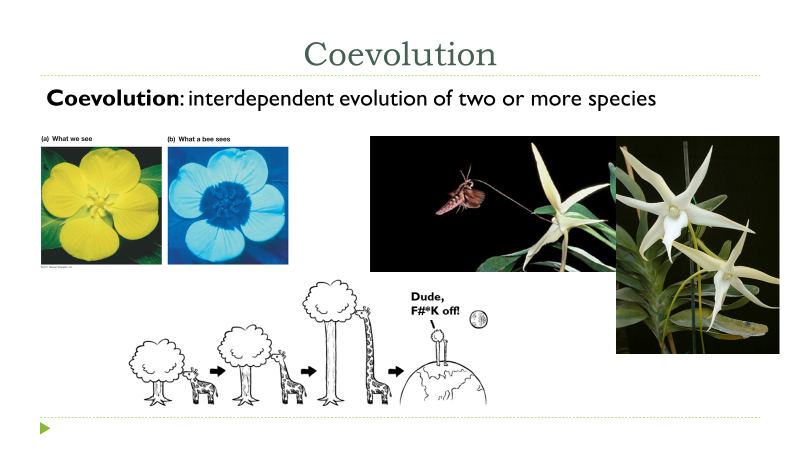 Coevolution
Coevolution: interdependent evolution of two or more species
(a) What we see
(b) What a bee sees
Dude,
F#*K off!